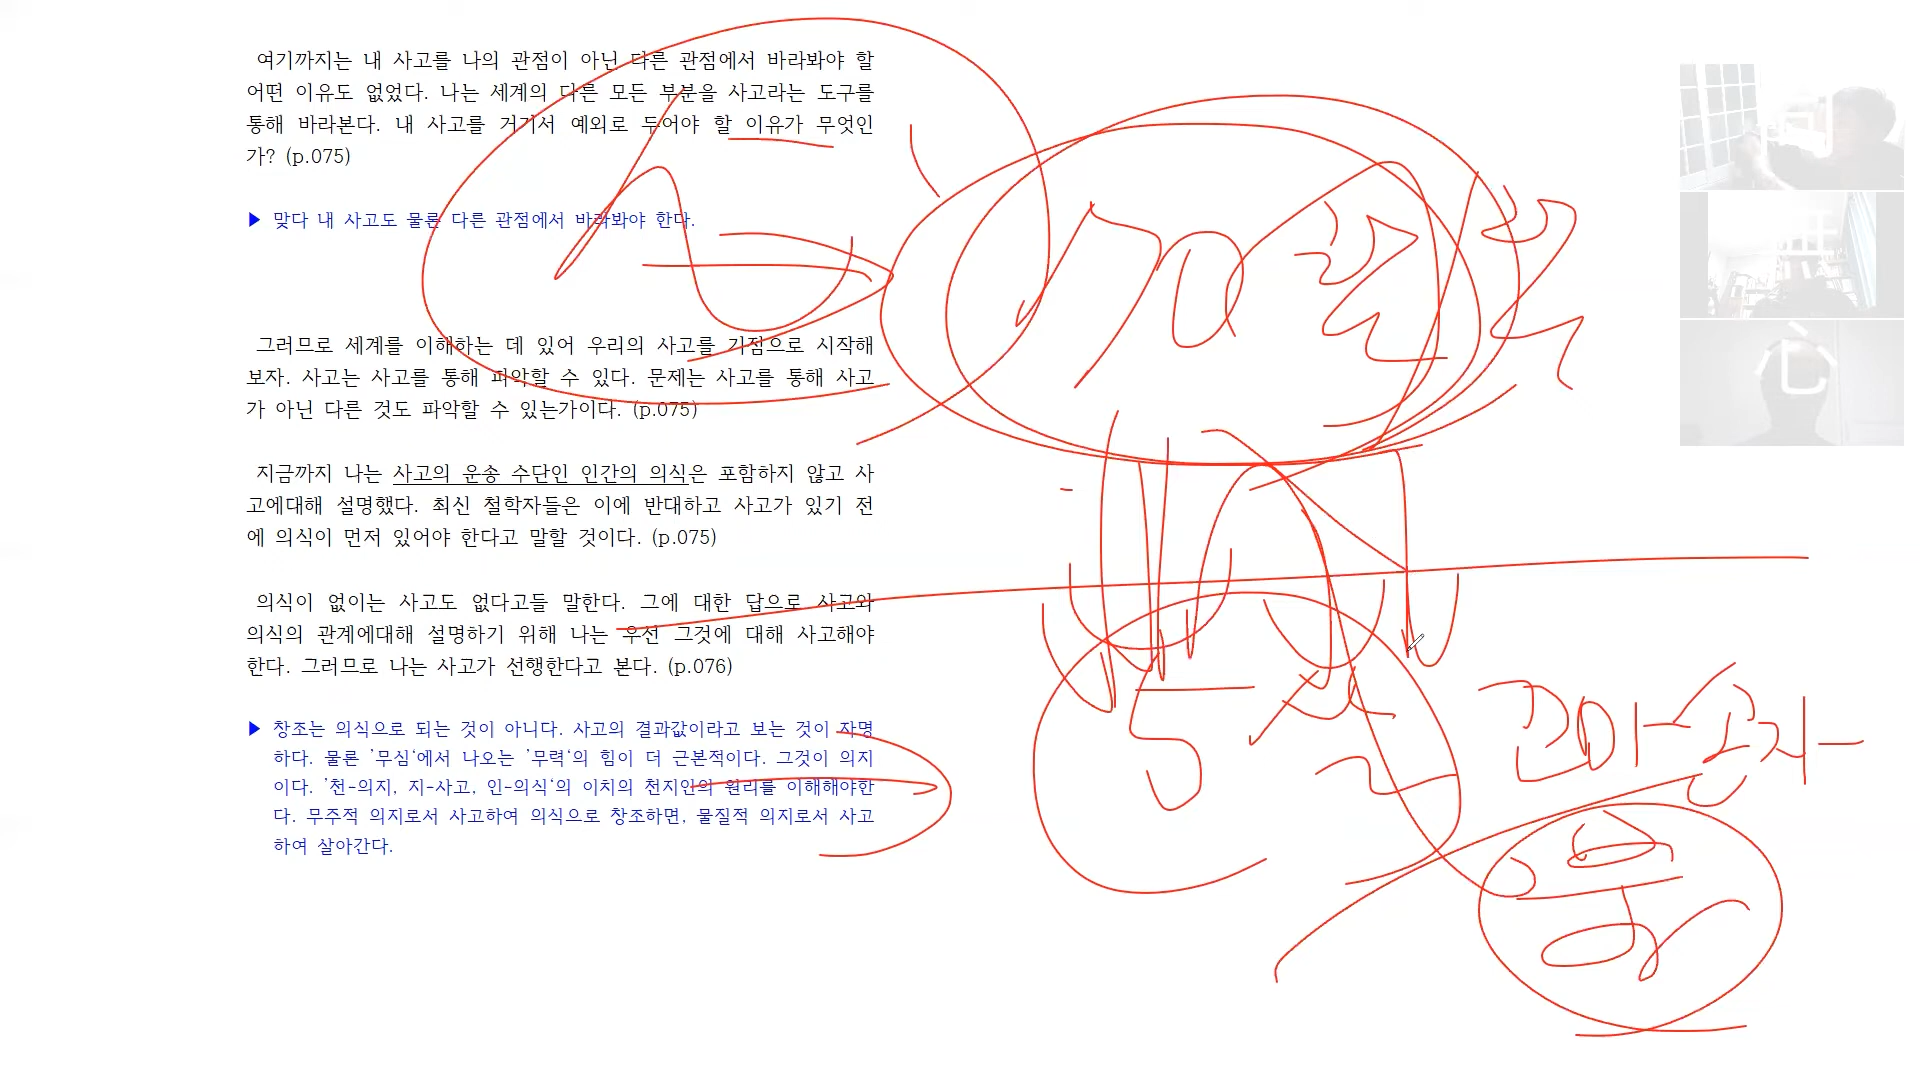 여기까지는 내 사고를 나의 관점이 아닌 다른 관점에서 바라봐야 할
어떤 이유도 없었다. 나는 세계의 다른 모든 부분을 사고라는 도구를
통해 바라본다. 내 사고를 거기서 예외로 두어야 할 이유가 무엇인
가? (p.075)
▶ 맞다 내 사고도 물론 다른 관점에서 바라봐야 한다.
그러므로 세계를 이해하는 데 있어 우리의 사고를 기점으로 시작해
보자. 사고는 사고를 통해 파악할 수 있다. 문제는 사고를 통해 사고
가 아닌 다른 것도 파악할 수 있는가이다. (p.075)
지금까지 나는 사고의 운송 수단인 인간의 의식은 포함하지 않고 사
고에대해 설명했다. 최신 철학자들은 이에 반대하고 사고가 있기 전
에 의식이 먼저 있어야 한다고 말할 것이다. (p.075)
의식이 없이는 사고도 없다고들 말한다. 그에 대한 답으로 사고와
의식의 관계에대해 설명하기 위해 나는 우선 그것에 대해 사고해야
한다. 그러므로 나는 사고가 선행한다고 본다. (p.076)
▶ 창조는 의식으로 되는 것이 아니다. 사고의 결과값이라고 보는 것이 자명
하다. 물론 '무심'에서 나오는 '무력'의 힘이 더 근본적이다. 그것이 의지
이다. '천-의지, 지-사고, 인-의식'의 이치의 천지인의 원리를 이해해야한
다. 무주적 의지로서 사고하여 의식으로 창조하면, 물질적 의지로서 사고
하여 살아간다.
70
5살